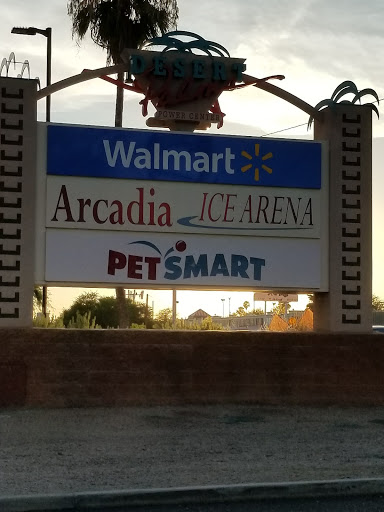 DESERT
POWER CENTER
Walmart
Arcadia ICE ARENA
PETSMART